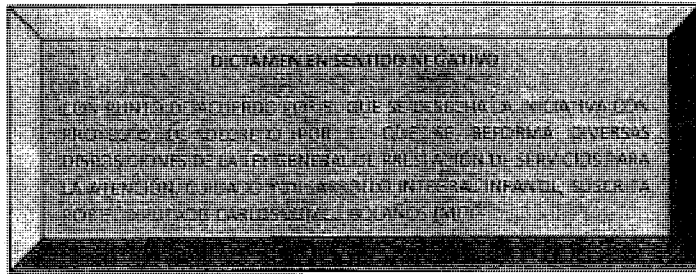 DICTAMEN EN SENTIDO NEGATIVO
CON PUNTO DE ACUERDO POR EL QUE SE DESECHA LA INICIATIVA CON
PROYECTO DE DECRETO POR EL QUE SE REFORMA DIVERSAS
DISPOSICIONES DE LA LEY GENERAL DE PRESTACIÓN DE SERVICIOS PARA
LA ATENCIÓN, CUIDADO Y DESARROLLO INTEGRAL INFANTIL, SUSCRITA
POR EL DIPUTADO CARLOS